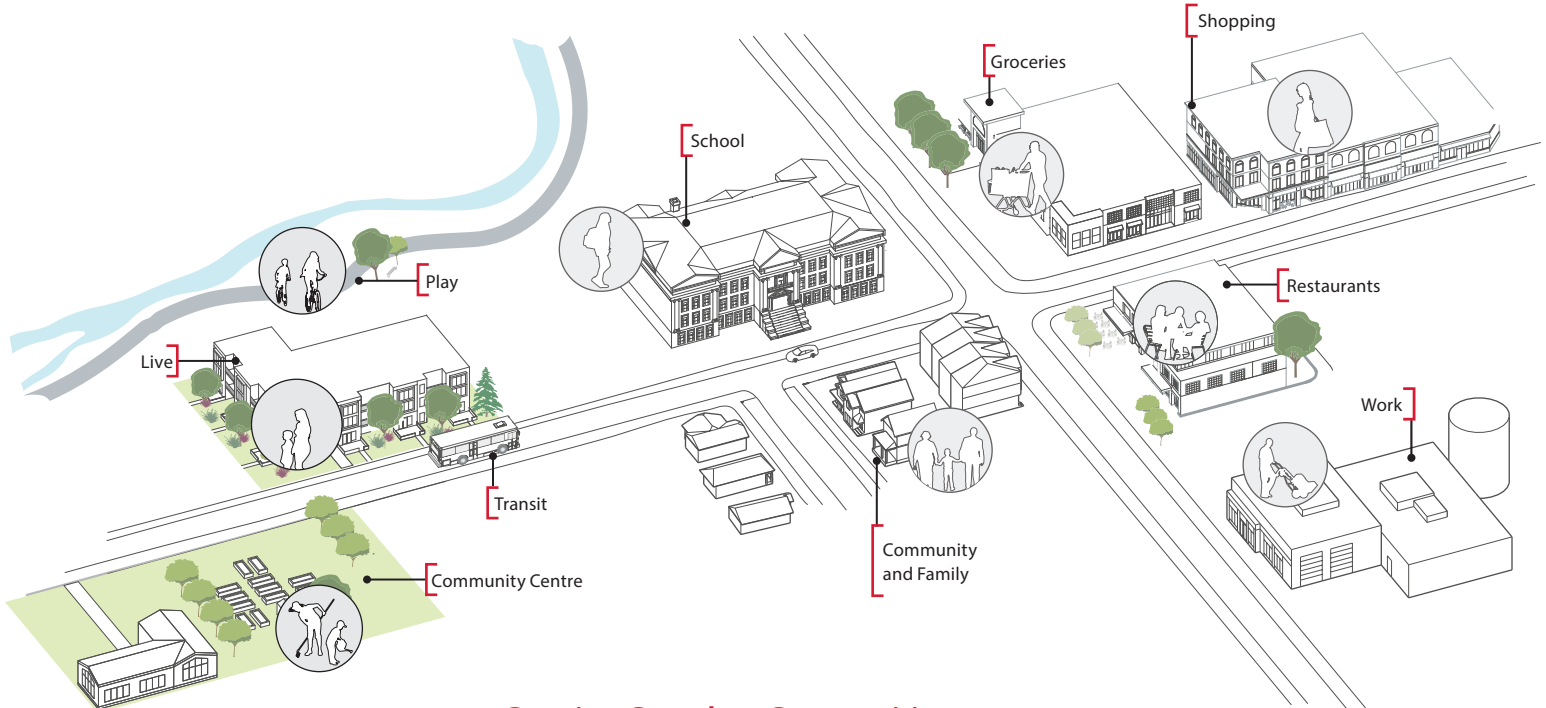 Shopping
Groceries
School
Play
Restaurants
Live
Work
Transit
Community
and Family
Community Centre